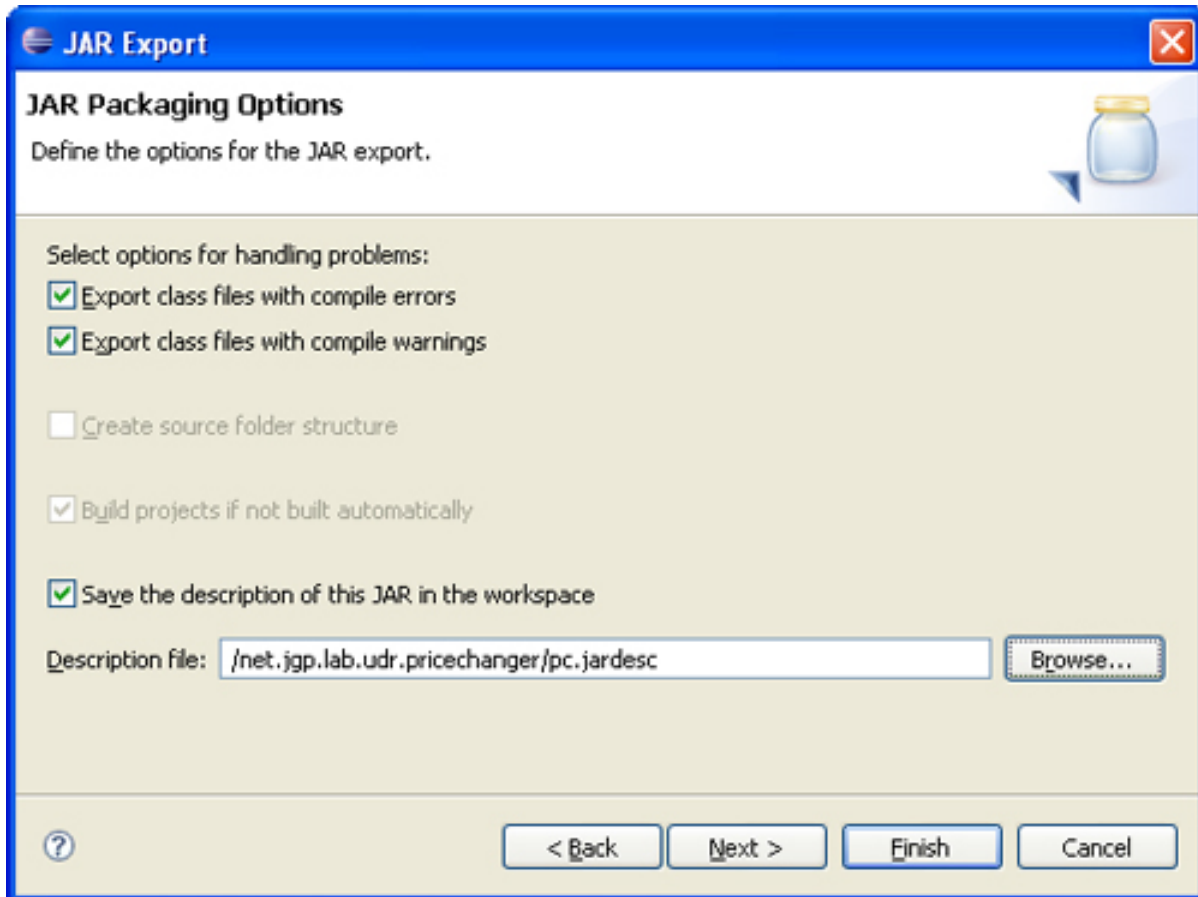 JAR Export
JAR Packaging Options
Define the options for the JAR export.
Select options for handling problems:
Export class files with compile errors
Export class files with compile warnings
Create source folder structure
Build projects if not built automatically
Save the description of this JAR in the workspace
Description file: /net.jgp.lab.udr.pricechanger/pc.jardesc Browse...
? < Back Next > Finish Cancel